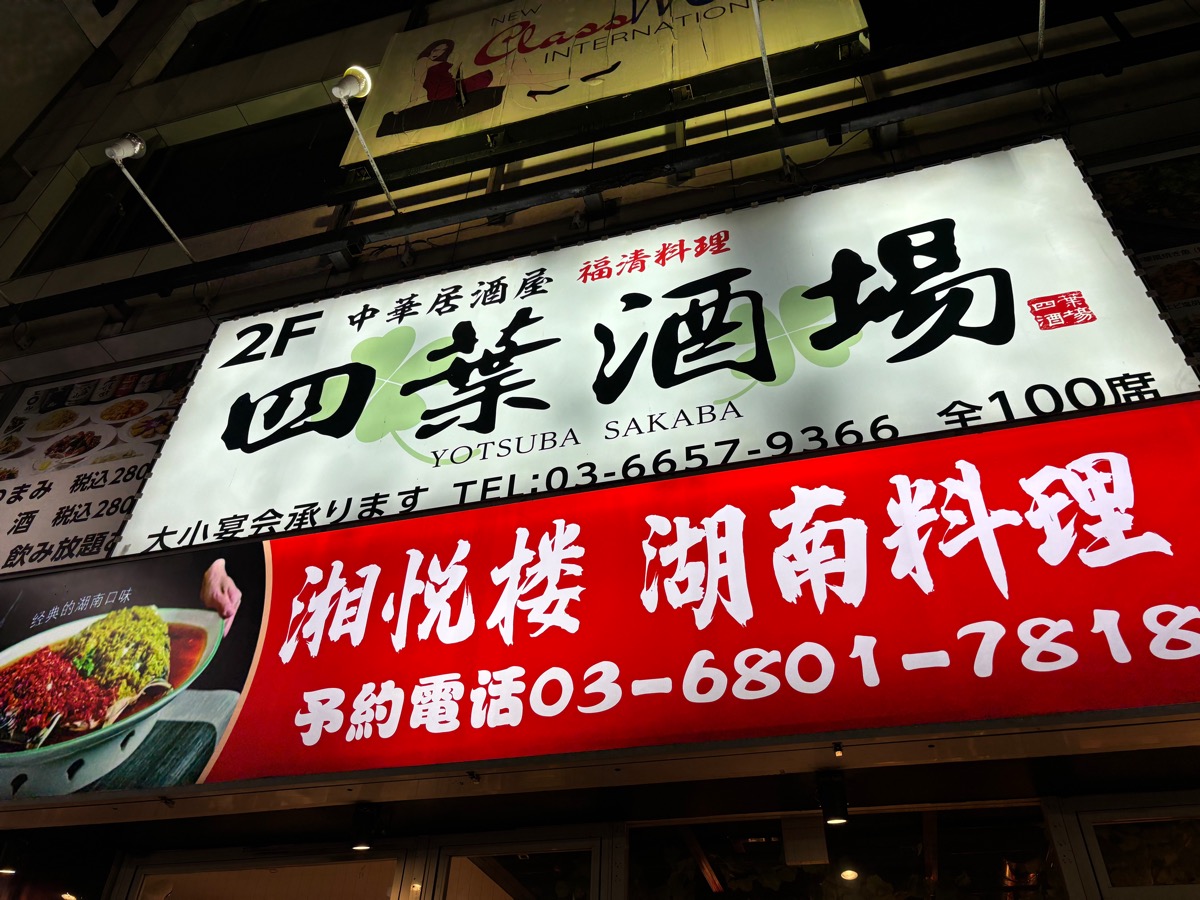 NEW
Class
INTERNATIONAL
2F 中華居酒屋 福清料理
四葉酒場
四葉
酒場
YOTSUBA SAKABA
大小宴会承ります TEL:03-6657-9366 全100席
つまみ 税込280
酒 税込280
飲み放題
湘悦楼 湖南料理
予約電话03-6801-7818
经典的湖南口味